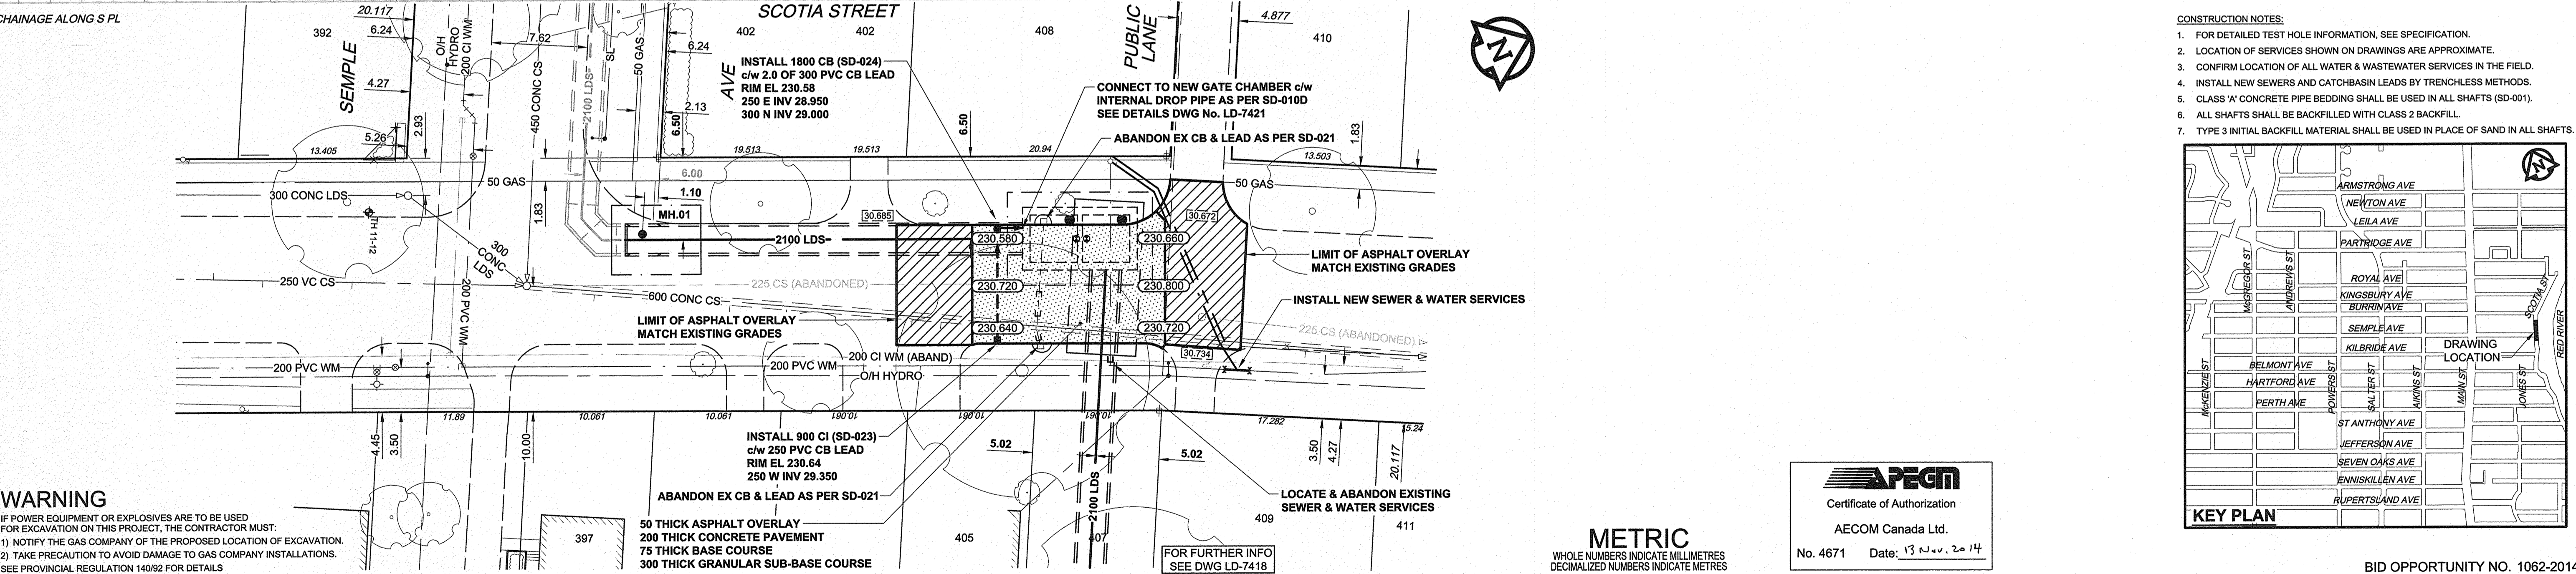 CHAINAGE ALONG S PL
SCOTIA STREET
SEMPLE
AVE
PUBLIC
LANE
392
402
402
408
410
20.117
6.24
4.27
5.26
2.93
13.405
O/H
HYDRO
200 CI WM
7.62
450 CONC CS
2100 LDS
SL
50 GAS
6.24
2.13
6.50
6.50
4.877
1.83
INSTALL 1800 CB (SD-024)
c/w 2.0 OF 300 PVC CB LEAD
RIM EL 230.58
250 E INV 28.950
300 N INV 29.000
CONNECT TO NEW GATE CHAMBER c/w
INTERNAL DROP PIPE AS PER SD-010D
SEE DETAILS DWG No. LD-7421
ABANDON EX CB & LEAD AS PER SD-021
19.513
19.513
20.94
13.503
50 GAS
50 GAS
6.00
1.10
1.83
300 CONC LDS
TH 11-12
300
CONC
LDS
MH.01
2100 LDS
30.685
30.672
230.580
230.660
230.720
230.800
230.640
230.720
30.734
LIMIT OF ASPHALT OVERLAY
MATCH EXISTING GRADES
INSTALL NEW SEWER & WATER SERVICES
250 VC CS
200 PVC WM
225 CS (ABANDONED)
600 CONC CS
225 CS (ABANDONED)
LIMIT OF ASPHALT OVERLAY
MATCH EXISTING GRADES
200 CI WM (ABAND)
200 PVC WM
200 PVC WM
O/H HYDRO
11.89
10.061
10.061
10.061
10.061
10.061
17.282
15.24
4.45
3.50
10.00
5.02
5.02
3.50
4.27
20.117
INSTALL 900 CI (SD-023)
c/w 250 PVC CB LEAD
RIM EL 230.64
250 W INV 29.350
ABANDON EX CB & LEAD AS PER SD-021
50 THICK ASPHALT OVERLAY
200 THICK CONCRETE PAVEMENT
75 THICK BASE COURSE
300 THICK GRANULAR SUB-BASE COURSE
2100 LDS
LOCATE & ABANDON EXISTING
SEWER & WATER SERVICES
397
405
407
409
411
FOR FURTHER INFO
SEE DWG LD-7418
WARNING
IF POWER EQUIPMENT OR EXPLOSIVES ARE TO BE USED
FOR EXCAVATION ON THIS PROJECT, THE CONTRACTOR MUST:
1) NOTIFY THE GAS COMPANY OF THE PROPOSED LOCATION OF EXCAVATION.
2) TAKE PRECAUTION TO AVOID DAMAGE TO GAS COMPANY INSTALLATIONS.
SEE PROVINCIAL REGULATION 140/92 FOR DETAILS
N
METRIC
WHOLE NUMBERS INDICATE MILLIMETRES
DECIMALIZED NUMBERS INDICATE METRES
APEGM
Certificate of Authorization
AECOM Canada Ltd.
No. 4671 Date: 13 Nov. 2014
CONSTRUCTION NOTES:
1. FOR DETAILED TEST HOLE INFORMATION, SEE SPECIFICATION.
2. LOCATION OF SERVICES SHOWN ON DRAWINGS ARE APPROXIMATE.
3. CONFIRM LOCATION OF ALL WATER & WASTEWATER SERVICES IN THE FIELD.
4. INSTALL NEW SEWERS AND CATCHBASIN LEADS BY TRENCHLESS METHODS.
5. CLASS 'A' CONCRETE PIPE BEDDING SHALL BE USED IN ALL SHAFTS (SD-001).
6. ALL SHAFTS SHALL BE BACKFILLED WITH CLASS 2 BACKFILL.
7. TYPE 3 INITIAL BACKFILL MATERIAL SHALL BE USED IN PLACE OF SAND IN ALL SHAFTS.
N
ARMSTRONG AVE
NEWTON AVE
LEILA AVE
PARTRIDGE AVE
ROYAL AVE
KINGSBURY AVE
BURRIN AVE
SEMPLE AVE
KILBRIDE AVE
BELMONT AVE
HARTFORD AVE
PERTH AVE
ST ANTHONY AVE
JEFFERSON AVE
SEVEN OAKS AVE
ENNISKILLEN AVE
RUPERTSLAND AVE
McGREGOR ST
ANDREWS ST
McKENZIE ST
POWERS ST
SALTER ST
AIKINS ST
MAIN ST
JONES ST
SCOTIA ST
RED RIVER
DRAWING
LOCATION
KEY PLAN
BID OPPORTUNITY NO. 1062-2014